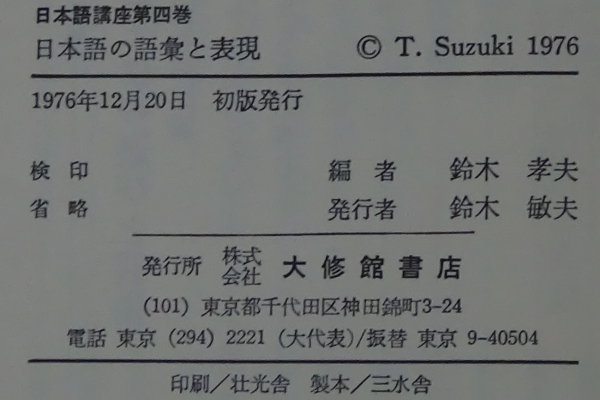 日本語講座第四巻
日本語の語彙と表現 © T. Suzuki 1976
1976年12月20日 初版発行
検印 編者 鈴木 孝夫
省略 発行者 鈴木 敏夫
発行所 株式会社 大修館書店
(101) 東京都千代田区神田錦町3-24
電話 東京 (294) 2221 (大代表)/振替 東京 9-40504
印刷/壮光舎 製本/三水舎